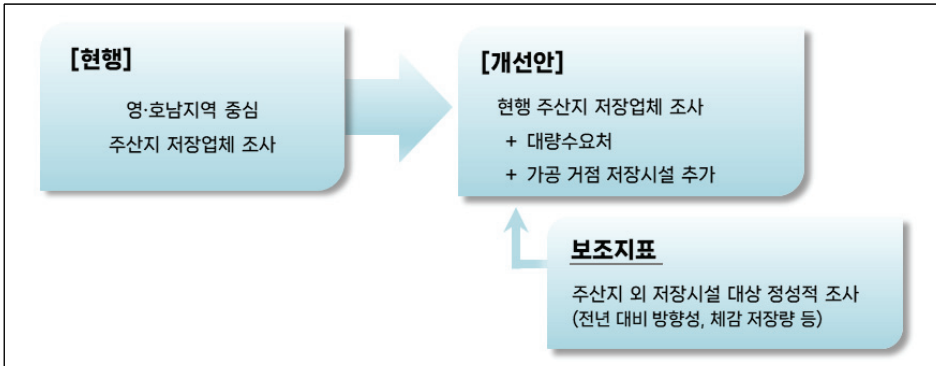 [현행]
영·호남지역 중심
주산지 저장업체 조사
[개선안]
현행 주산지 저장업체 조사
+ 대량수요처
+ 가공 거점 저장시설 추가
보조지표
주산지 외 저장시설 대상 정성적 조사
(전년 대비 방향성, 체감 저장량 등)